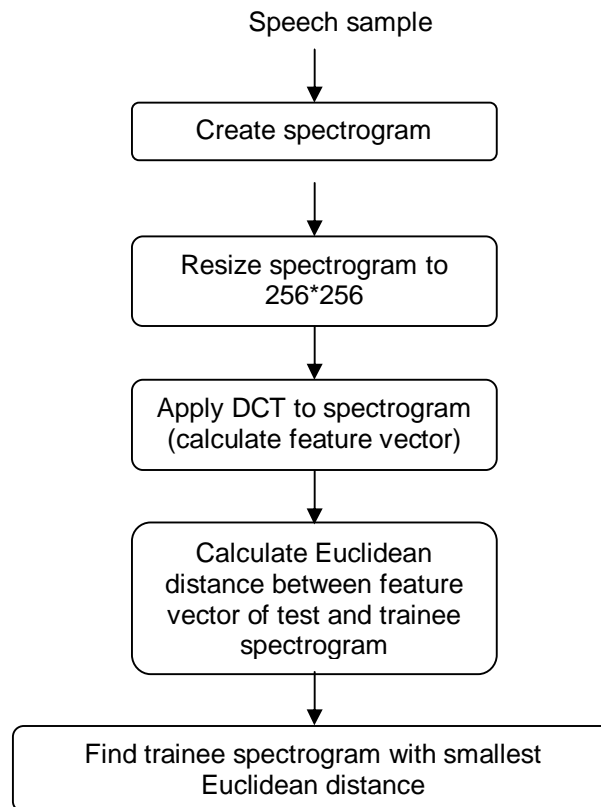 Speech sample
Create spectrogram
Resize spectrogram to
256*256
Apply DCT to spectrogram
(calculate feature vector)
Calculate Euclidean
distance between feature
vector of test and trainee
spectrogram
Find trainee spectrogram with smallest
Euclidean distance